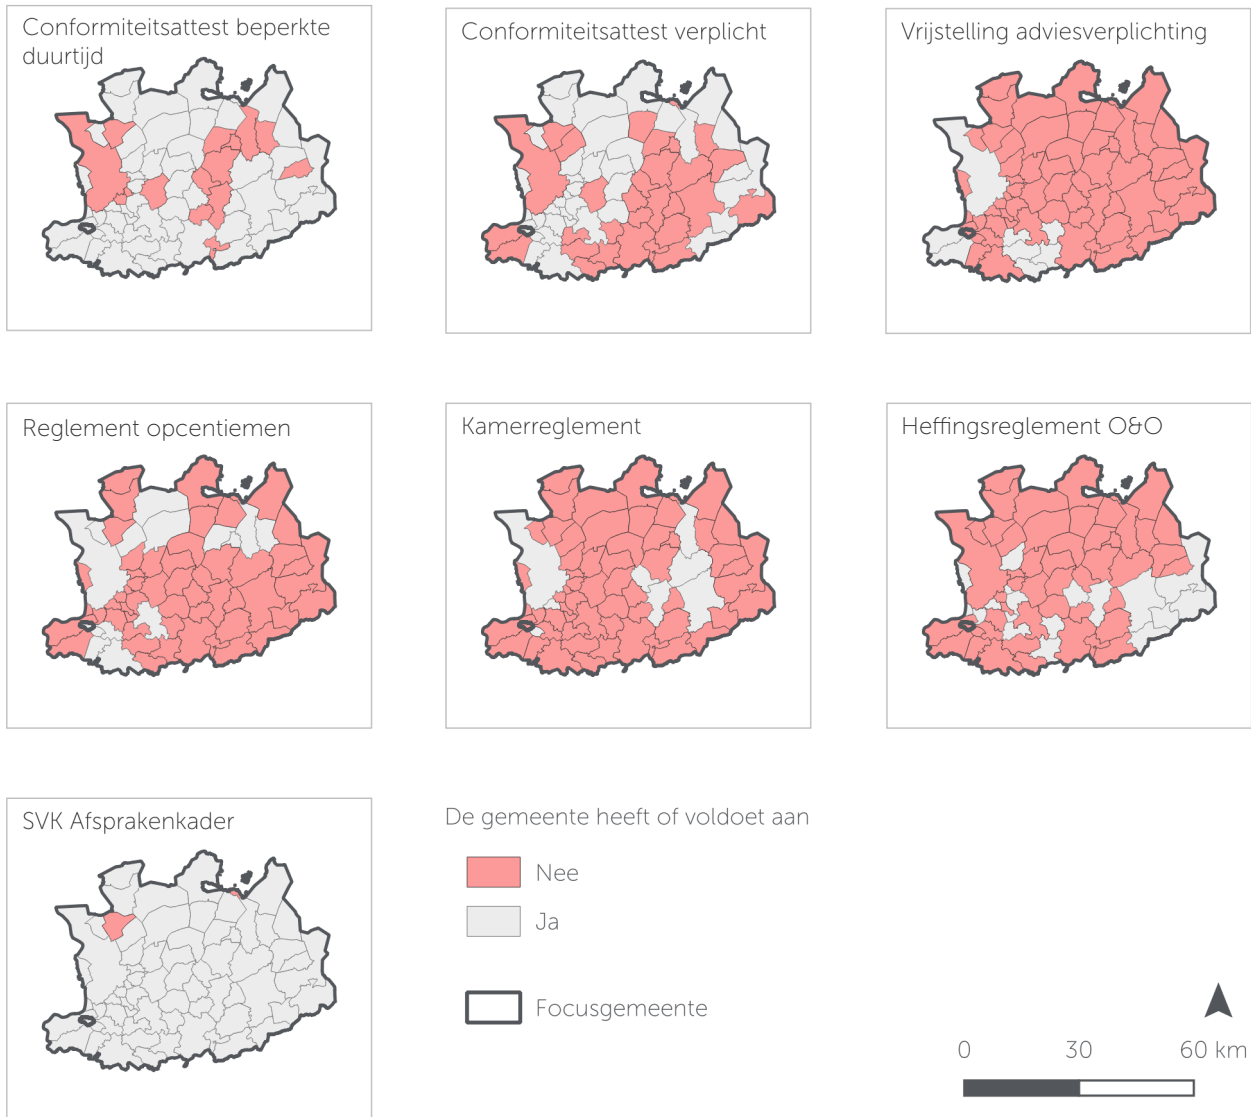 Conformiteitsattest beperkte
duurtijd
Conformiteitsattest verplicht
Vrijstelling adviesverplichting
Reglement opcentiemen
Kamerreglement
Heffingsreglement O&O
SVK Afsprakenkader
De gemeente heeft of voldoet aan
Nee
Ja
Focusgemeente
0 30 60 km